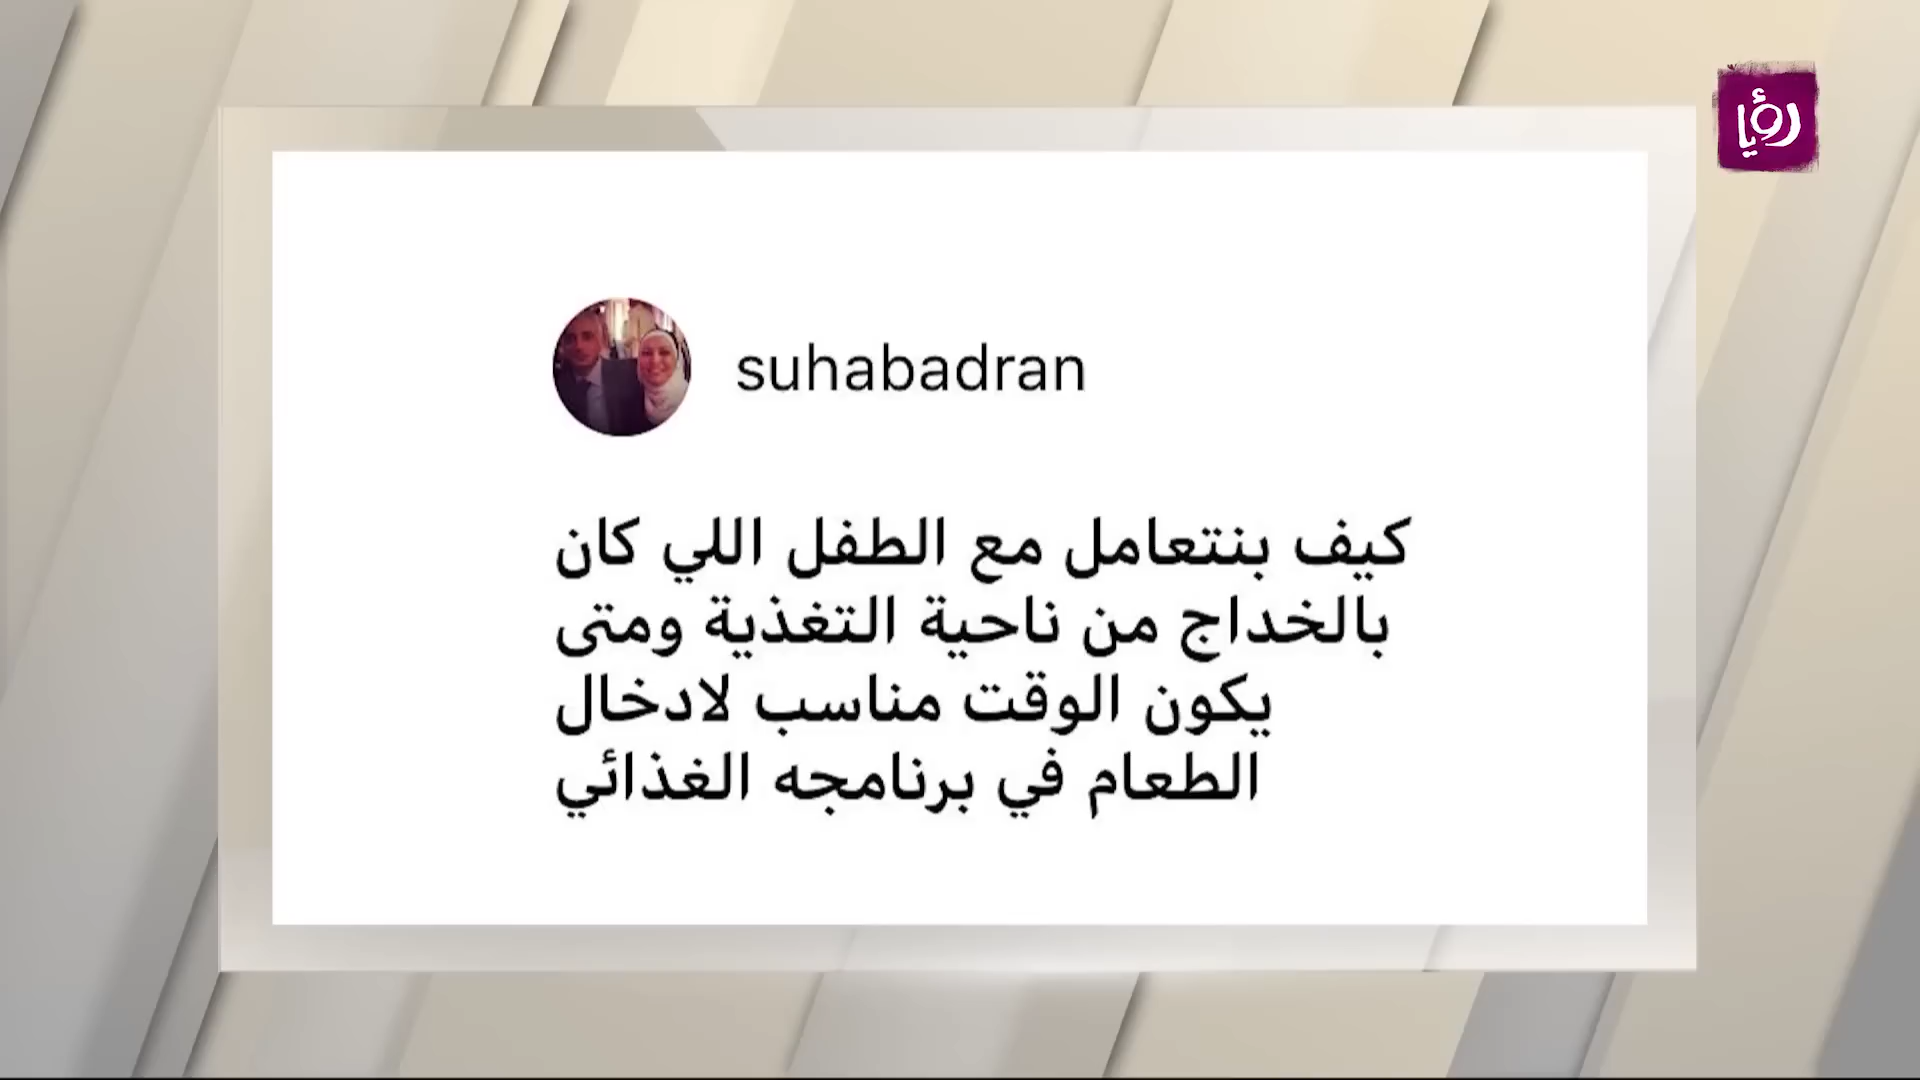 رؤيا
suhabadran
كيف بنتعامل مع الطفل اللي كان
بالخداج من ناحية التغذية ومتى
يكون الوقت مناسب لادخال
الطعام في برنامجه الغذائي